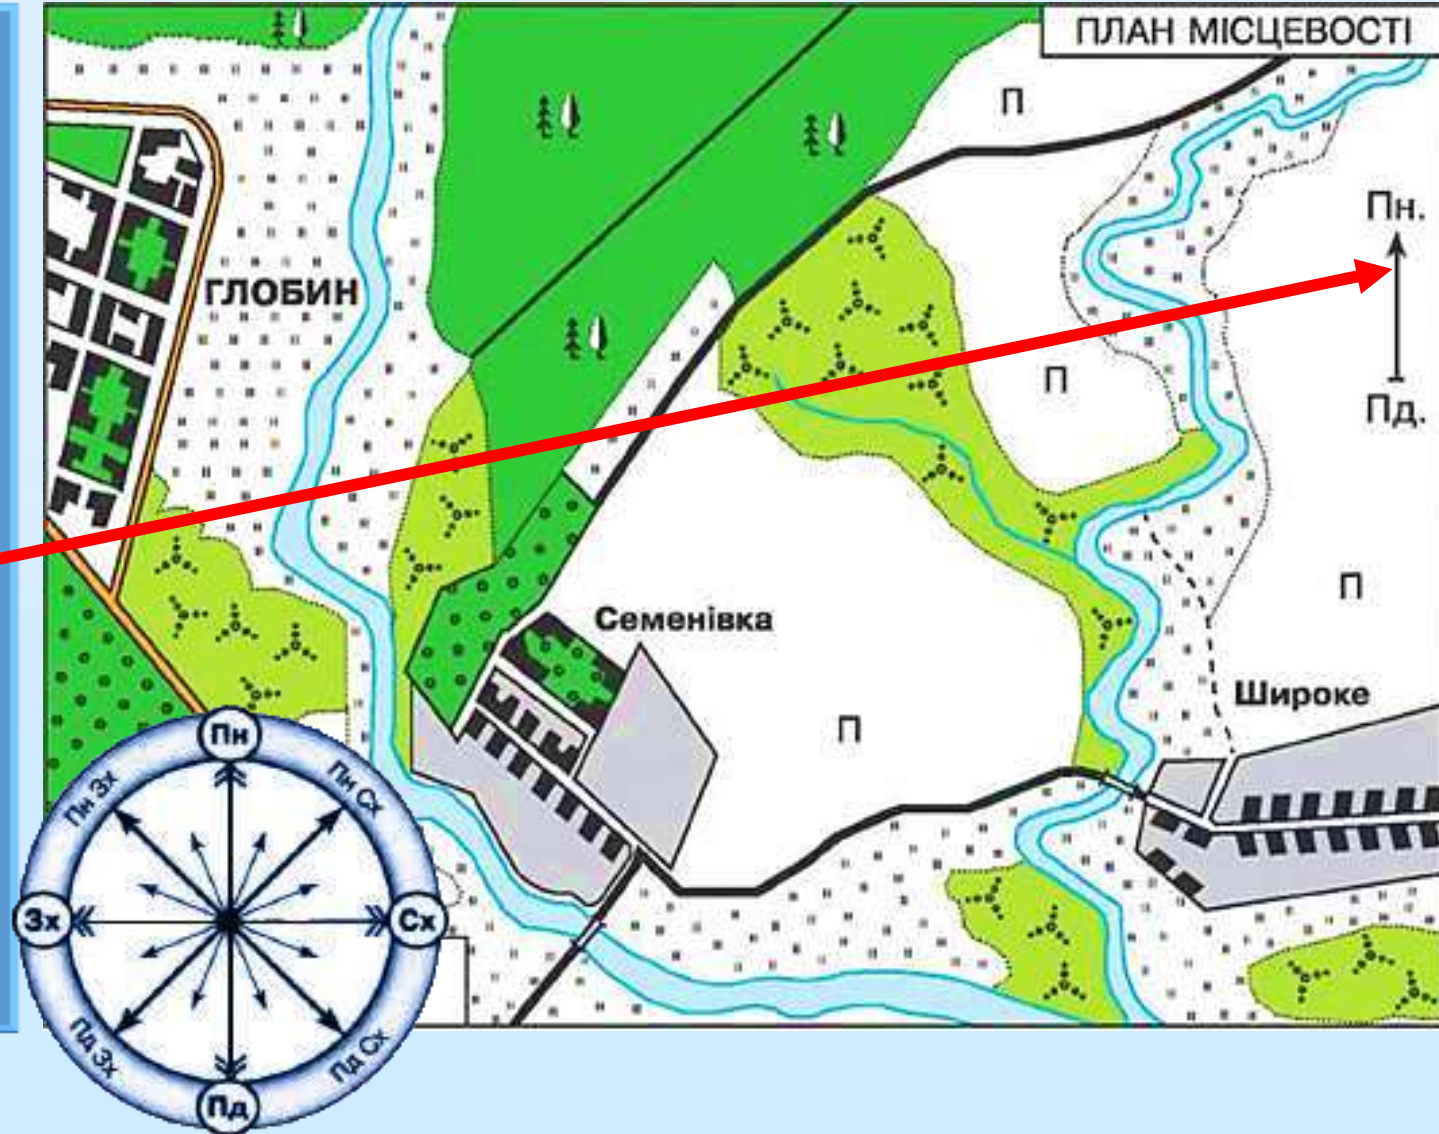 ПЛАН МІСЦЕВОСТІ
П
Пн.
ГЛОБИН
П
Пд.
П
Семенівка
Широке
П
Пн
Пн Зх
Пн Сх
Зх
Сх
Пд Зх
Пд Сх
Пд